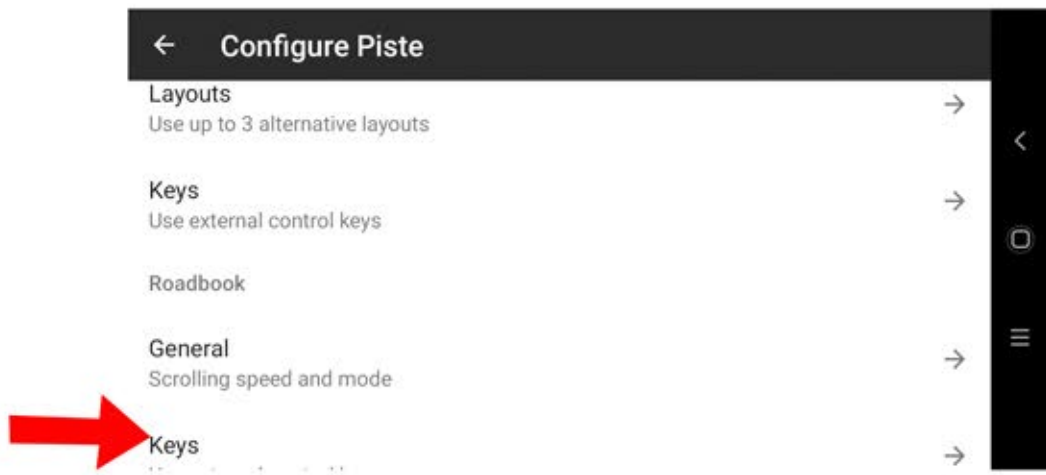 Configure Piste
Layouts
Use up to 3 alternative layouts
Keys
Use external control keys
Roadbook
General
Scrolling speed and mode
Keys